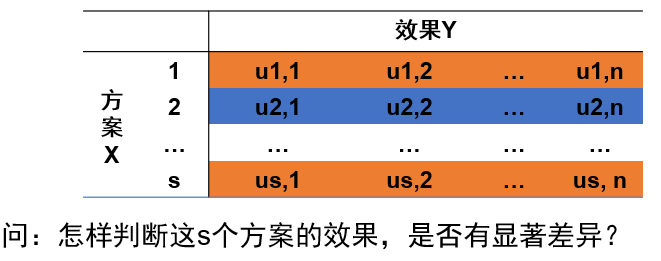 效果Y
方案X
1 u1,1 u1,2 … u1,n
2 u2,1 u2,2 … u2,n
… … … … …
s us,1 us,2 … us, n
问：怎样判断这s个方案的效果，是否有显著差异？